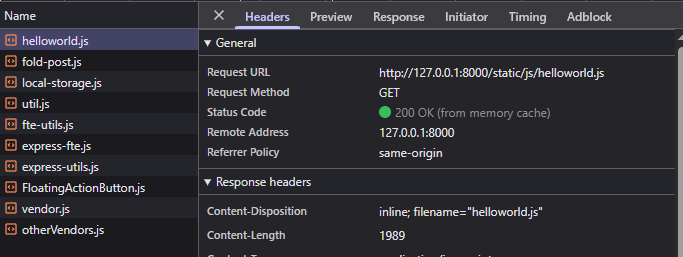 Name
helloworld.js
fold-post.js
local-storage.js
util.js
fte-utils.js
express-fte.js
express-utils.js
FloatingActionButton.js
vendor.js
otherVendors.js
Headers Preview Response Initiator Timing Adblock
General
Request URL http://127.0.0.1:8000/static/js/helloworld.js
Request Method GET
Status Code 200 OK (from memory cache)
Remote Address 127.0.0.1:8000
Referrer Policy same-origin
Response headers
Content-Disposition inline; filename="helloworld.js"
Content-Length 1989